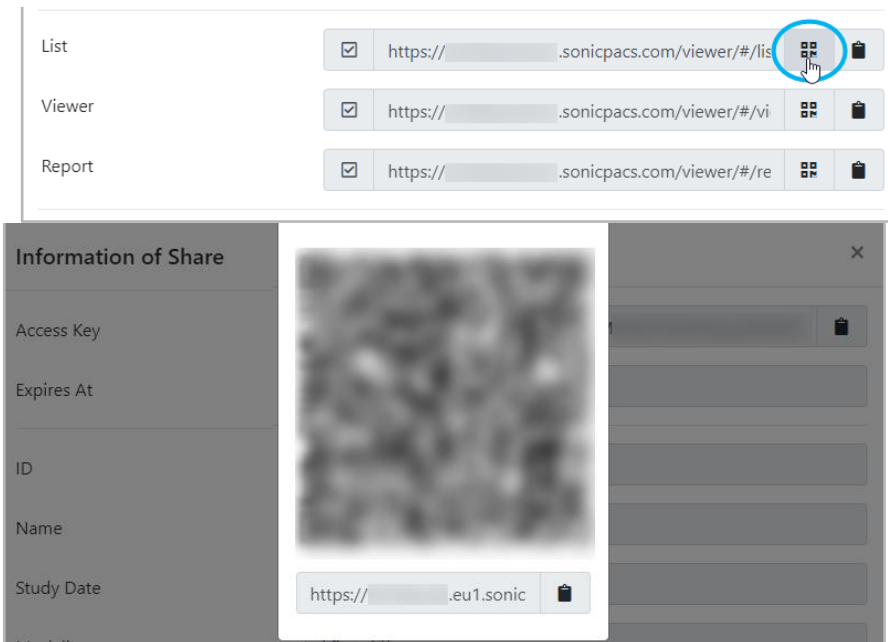 List https:// .sonicpacs.com/viewer/#/lis
Viewer https:// .sonicpacs.com/viewer/#/vi
Report https:// .sonicpacs.com/viewer/#/re
Information of Share
Access Key
Expires At
ID
Name
Study Date
https:// .eu1.sonic